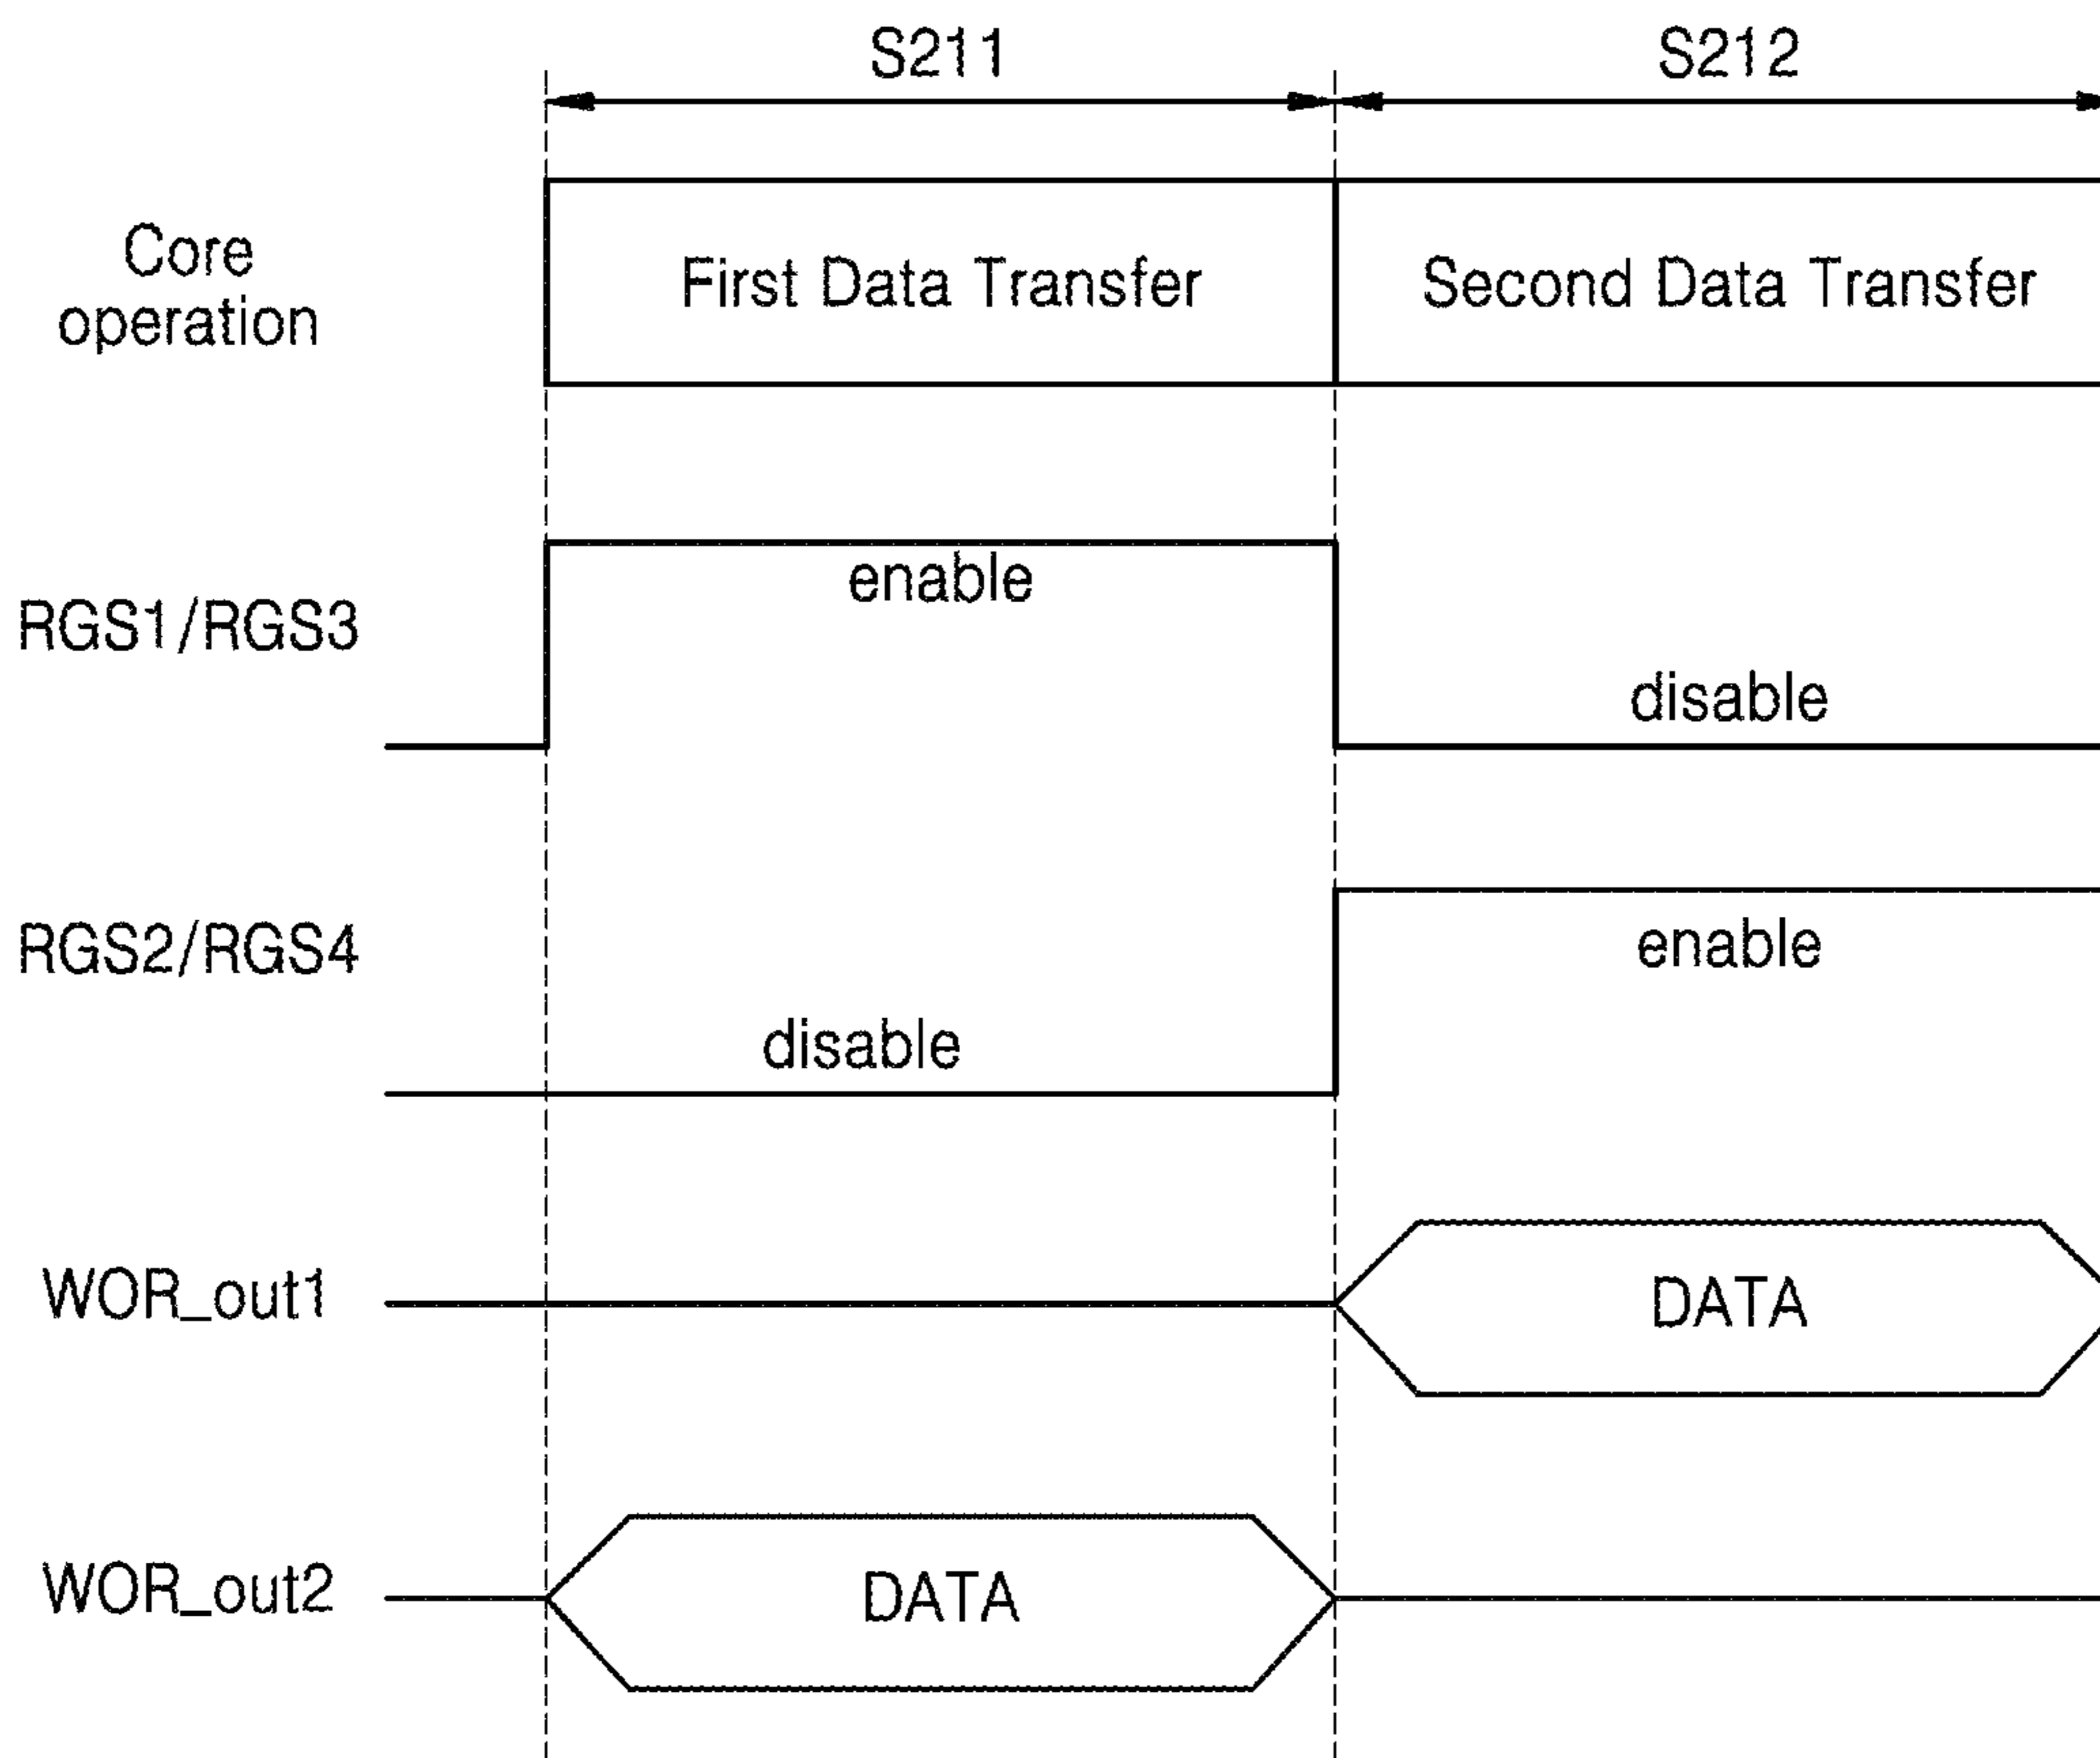 S211
S212
Core
operation
First Data Transfer
Second Data Transfer
RGS1/RGS3
enable
disable
RGS2/RGS4
enable
disable
WOR_out1
DATA
WOR_out2
DATA